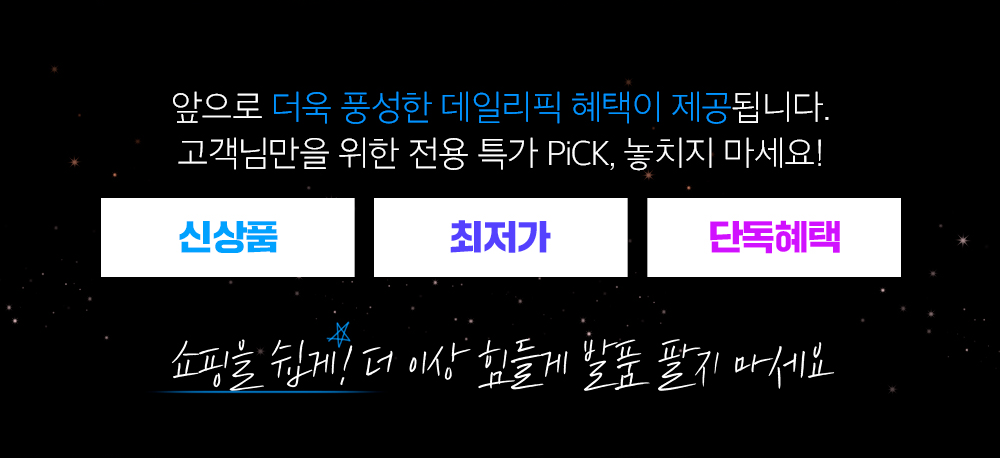 앞으로 더욱 풍성한 데일리픽 혜택이 제공됩니다.
고객님만을 위한 전용 특가 PiCK, 놓치지 마세요!
신상품
최저가
단독혜택
쇼핑을 쉽게! 더 이상 힘들게 발품 팔지 마세요